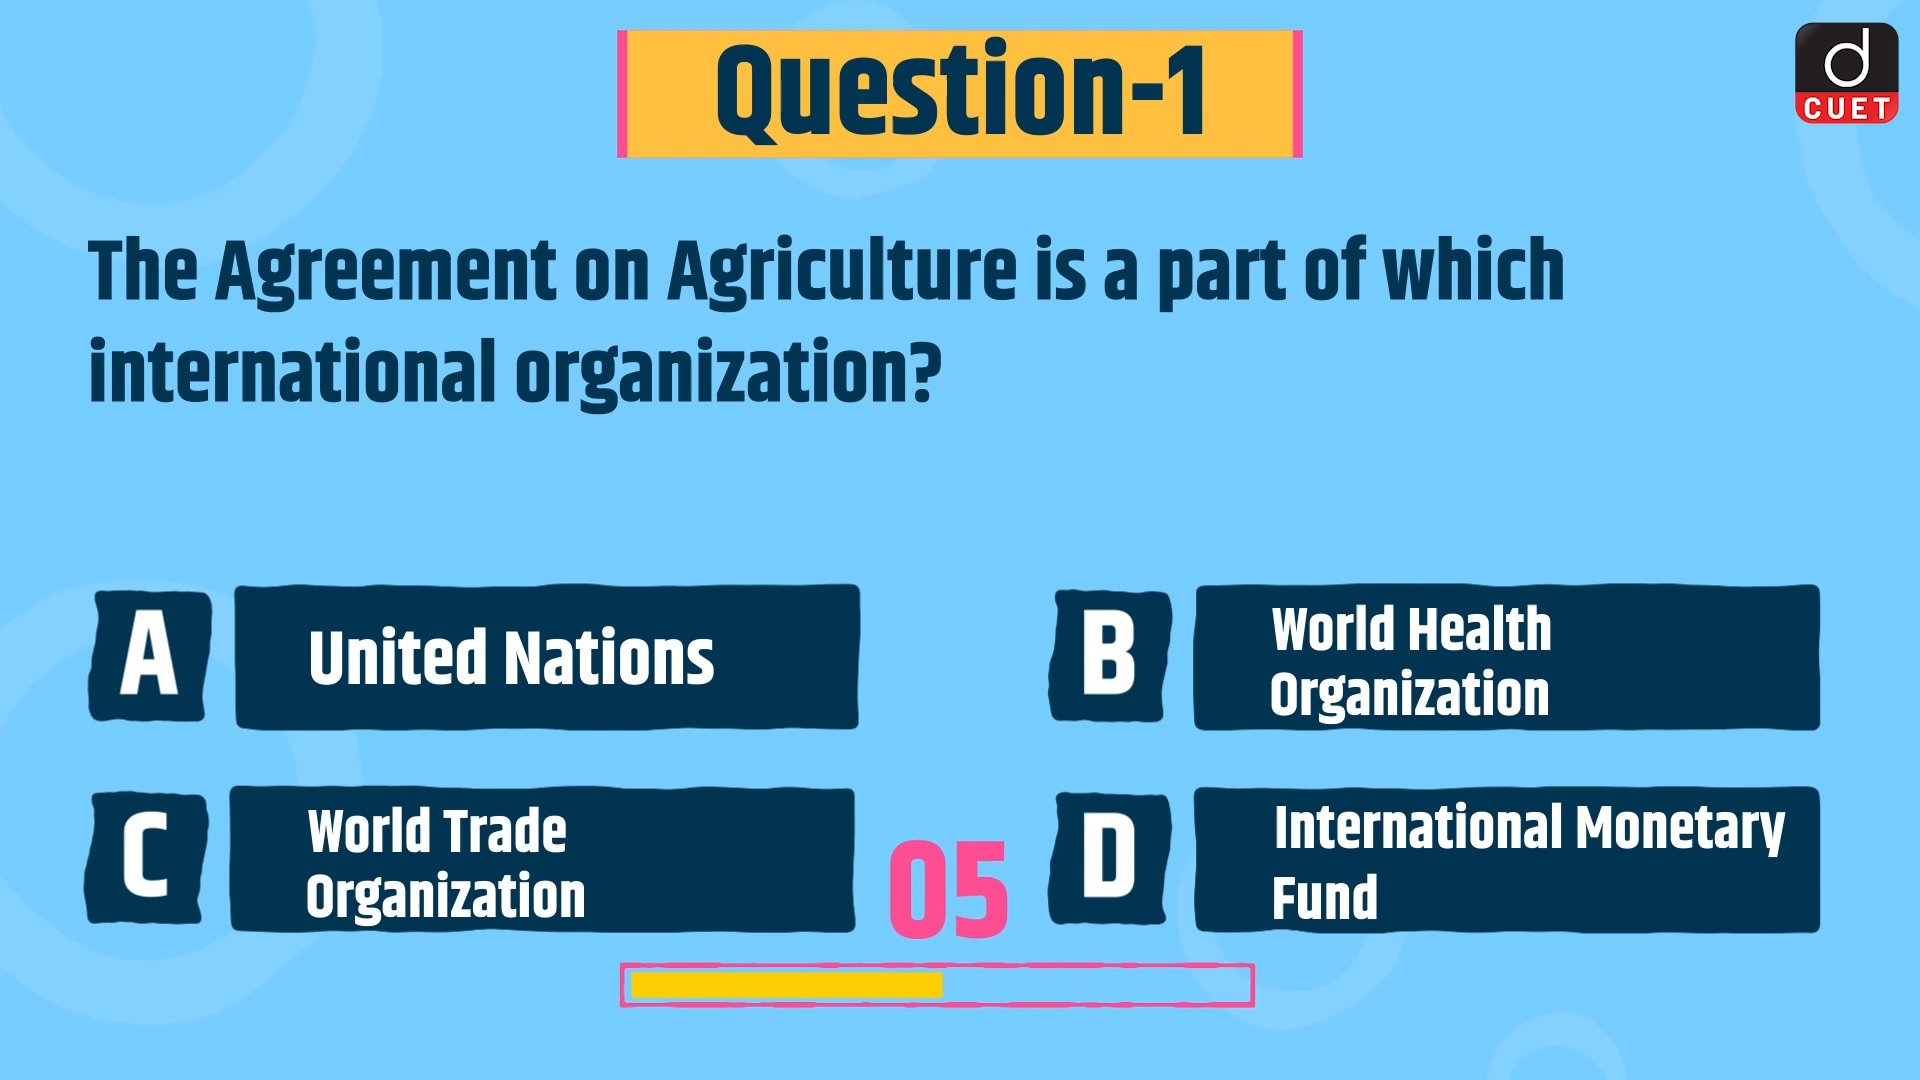 Question-1
d
CUET
The Agreement on Agriculture is a part of which
international organization?
A
United Nations
B
World Health
Organization
C
World Trade
Organization
05
D
International Monetary
Fund